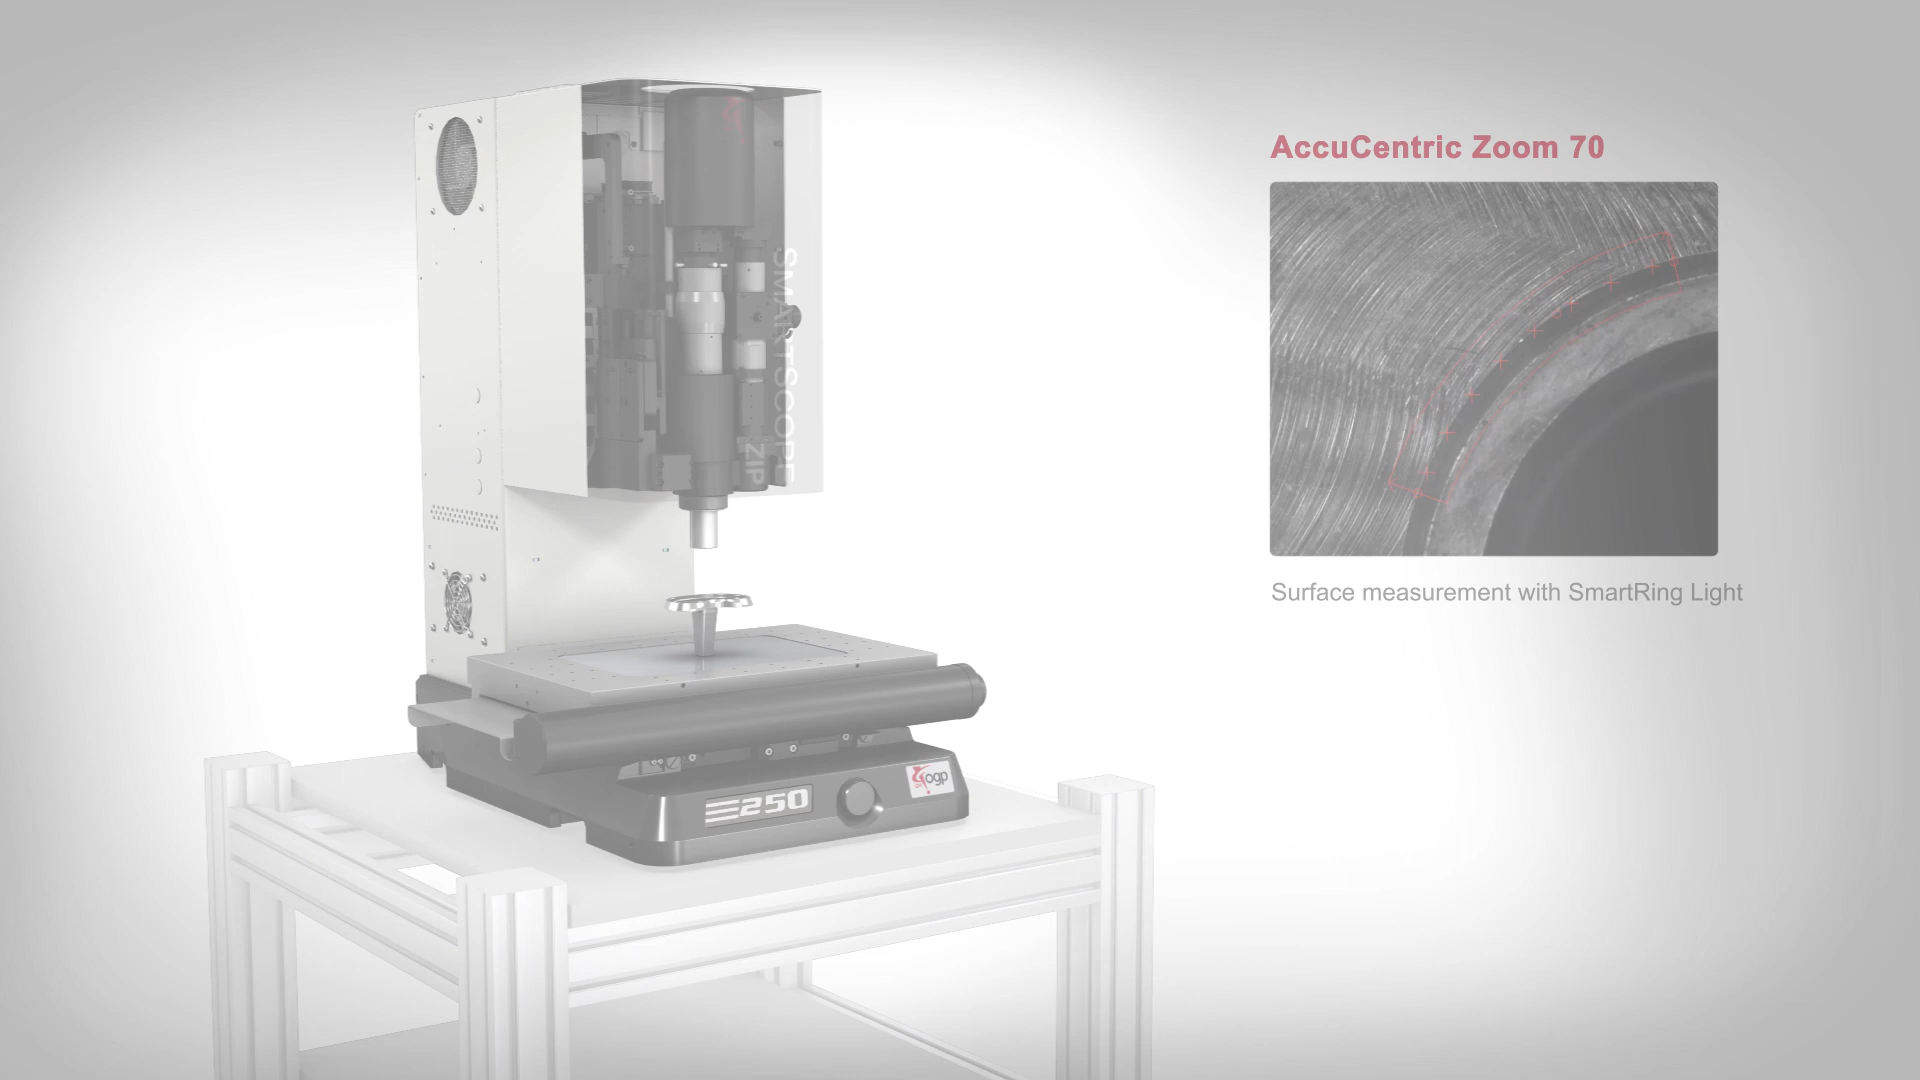 AccuCentric Zoom 70
SMARTSCOPE
ZIP
Surface measurement with SmartRing Light
250
ogp